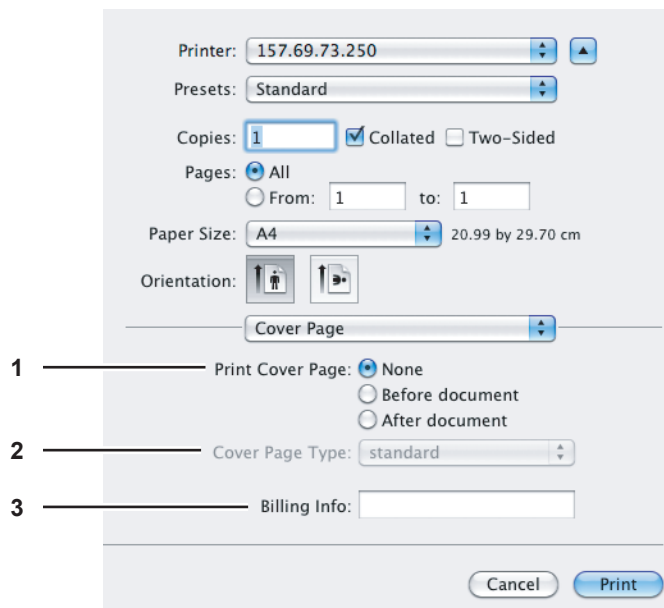 Printer: 157.69.73.250
Presets: Standard
Copies: 1 Collated Two-Sided
Pages: All
From: 1 to: 1
Paper Size: A4 20.99 by 29.70 cm
Orientation:
Cover Page
1 Print Cover Page: None
Before document
After document
2 Cover Page Type: standard
3 Billing Info:
Cancel Print